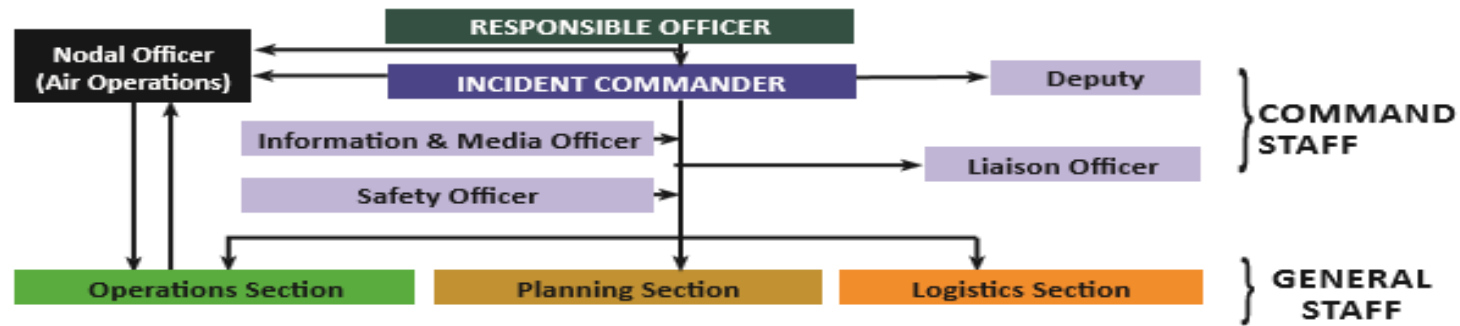 RESPONSIBLE OFFICER
Nodal Officer
(Air Operations)
INCIDENT COMMANDER
Deputy
COMMAND
STAFF
Information & Media Officer
Liaison Officer
Safety Officer
Operations Section
Planning Section
Logistics Section
GENERAL
STAFF